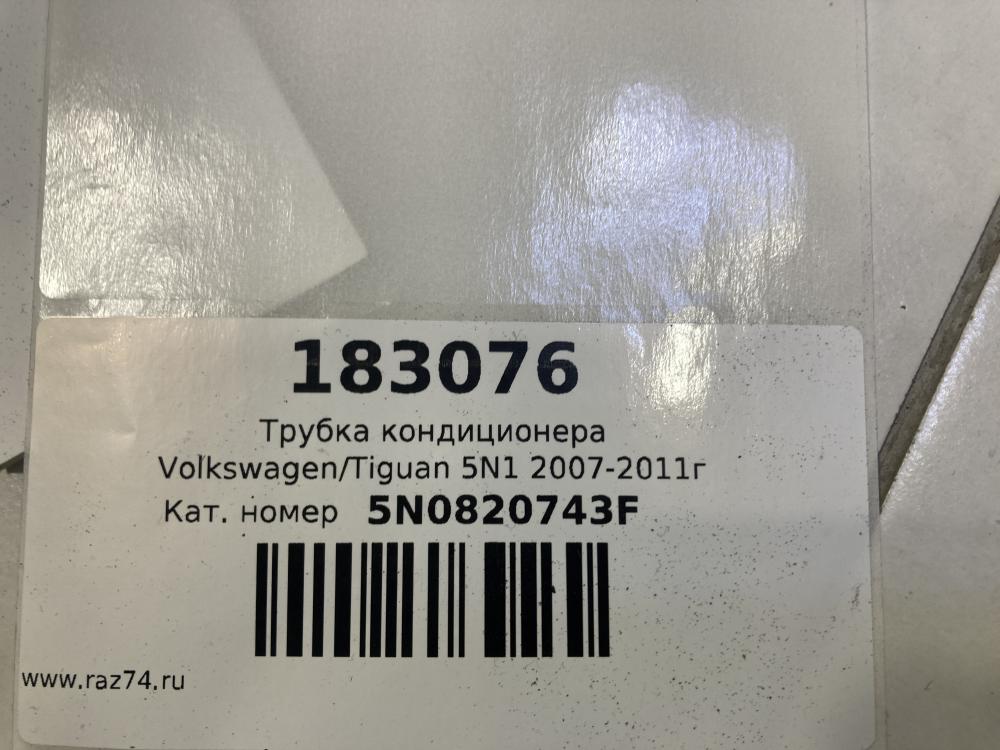 183076
Трубка кондиционера
Volkswagen/Tiguan 5N1 2007-2011г
Кат. номер 5N0820743F
www.raz74.ru